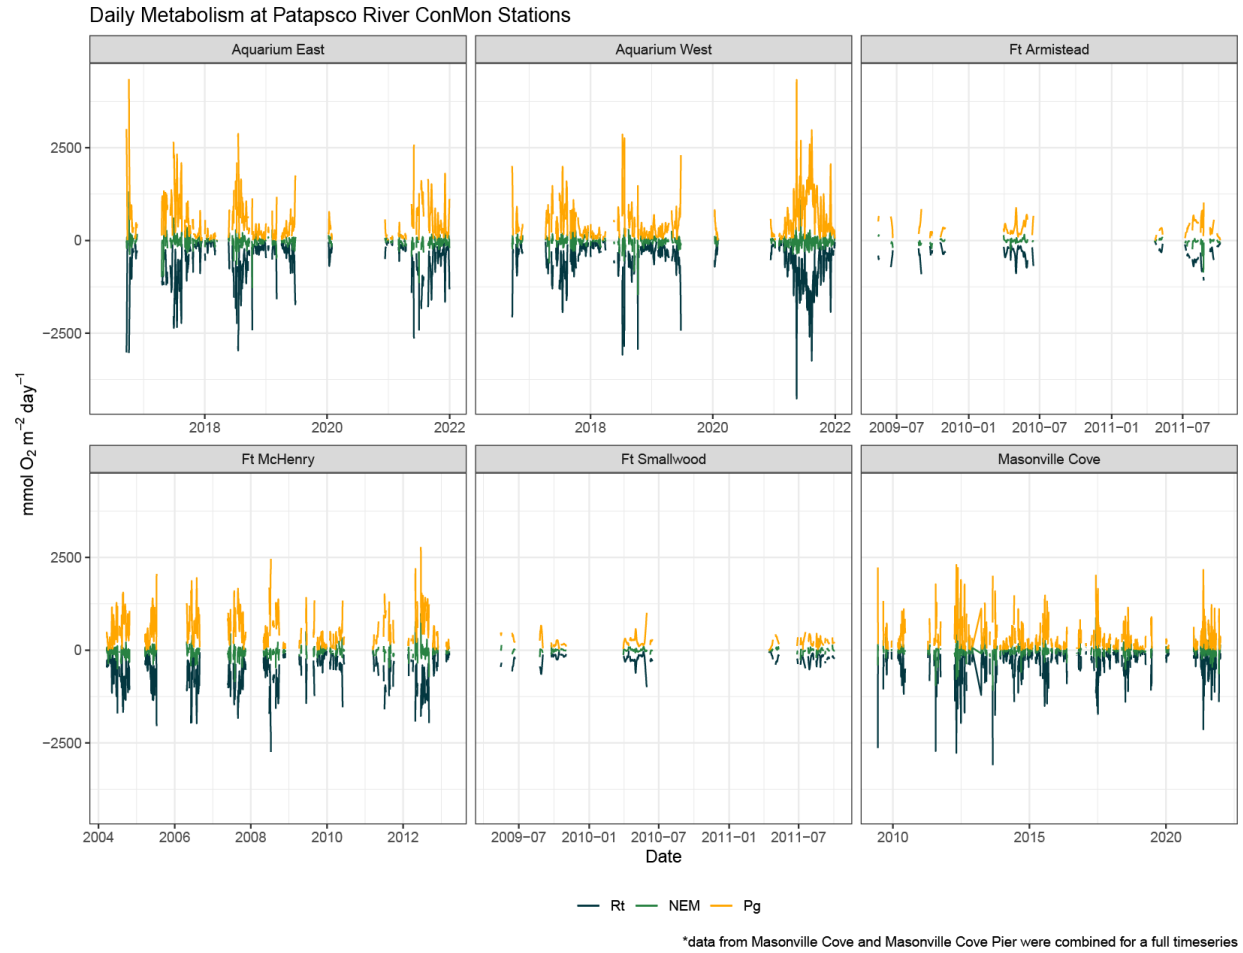 Daily Metabolism at Patapsco River ConMon Stations
Aquarium East
Aquarium West
Ft Armistead
2500
0
−2500
2018
2020
2022
2018
2020
2022
2009−07
2010−01
2010−07
2011−01
2011−07
mmol O₂ m⁻² day⁻¹
Ft McHenry
Ft Smallwood
Masonville Cove
2500
0
−2500
2004
2006
2008
2010
2012
2009−07
2010−01
2010−07
2011−01
2011−07
2010
2015
2020
Date
Rt
NEM
Pg
*data from Masonville Cove and Masonville Cove Pier were combined for a full timeseries